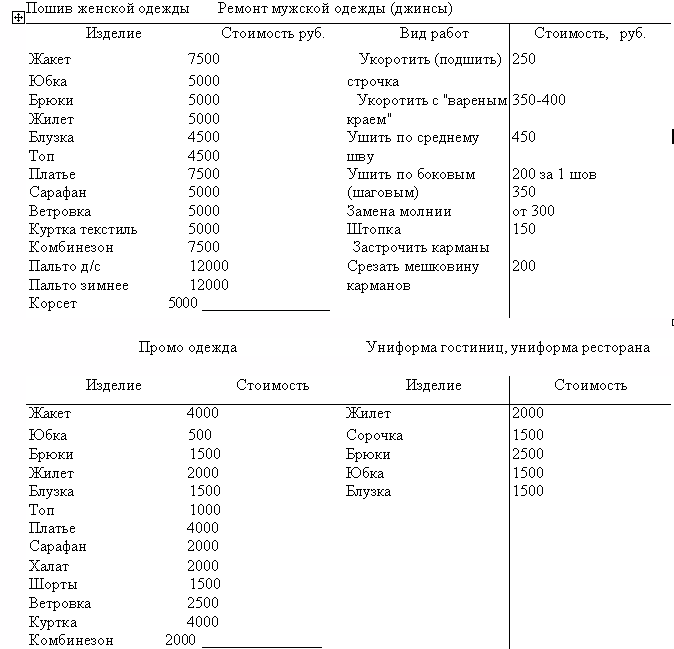 Пошив женской одежды Ремонт мужской одежды (джинсы)
Изделие Стоимость руб. Вид работ Стоимость, руб.
Жакет 7500 Укоротить (подшить) 250
Юбка 5000 строчка
Брюки 5000 Укоротить с "вареным 350-400
Жилет 5000 краем"
Блузка 4500 Ушить по среднему 450
Топ 4500 шву
Платье 7500 Ушить по боковым 200 за 1 шов
Сарафан 5000 (шаговым) 350
Ветровка 5000 Замена молнии от 300
Куртка текстиль 5000 Штопка 150
Комбинезон 7500 Застрочить карманы
Пальто д/с 12000 Срезать мешковину 200
Пальто зимнее 12000 карманов
Корсет 5000
Промо одежда Униформа гостиниц, униформа ресторана
Изделие Стоимость Изделие Стоимость
Жакет 4000 Жилет 2000
Юбка 500 Сорочка 1500
Брюки 1500 Брюки 2500
Жилет 2000 Юбка 1500
Блузка 1500 Блузка 1500
Топ 1000
Платье 4000
Сарафан 2000
Халат 2000
Шорты 1500
Ветровка 2500
Куртка 4000
Комбинезон 2000